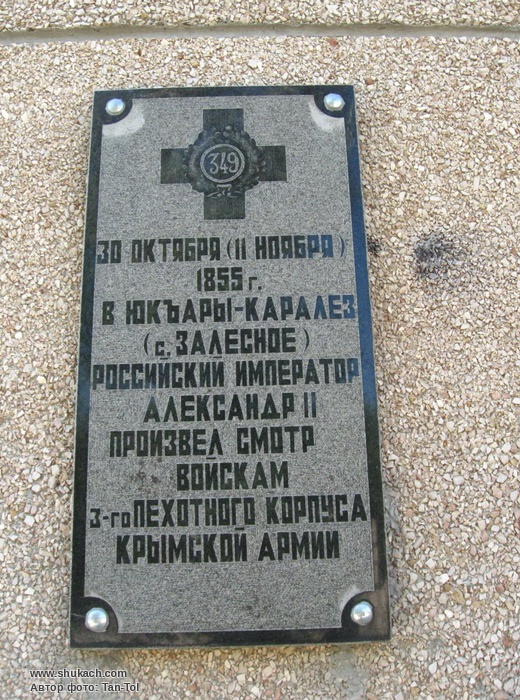 349
30 ОКТЯБРЯ (11 НОЯБРЯ)
1855 г.
В ЮКЪАРЫ-КАРАЛЕЗ
(с. ЗАЛЕСНОЕ)
РОССИЙСКИЙ ИМПЕРАТОР
АЛЕКСАНДР II
ПРОИЗВЕЛ СМОТР
ВОЙСКАМ
3-го ПЕХОТНОГО КОРПУСА
КРЫМСКОЙ АРМИИ
www.shukach.com
Автор фото: Tan-Tol